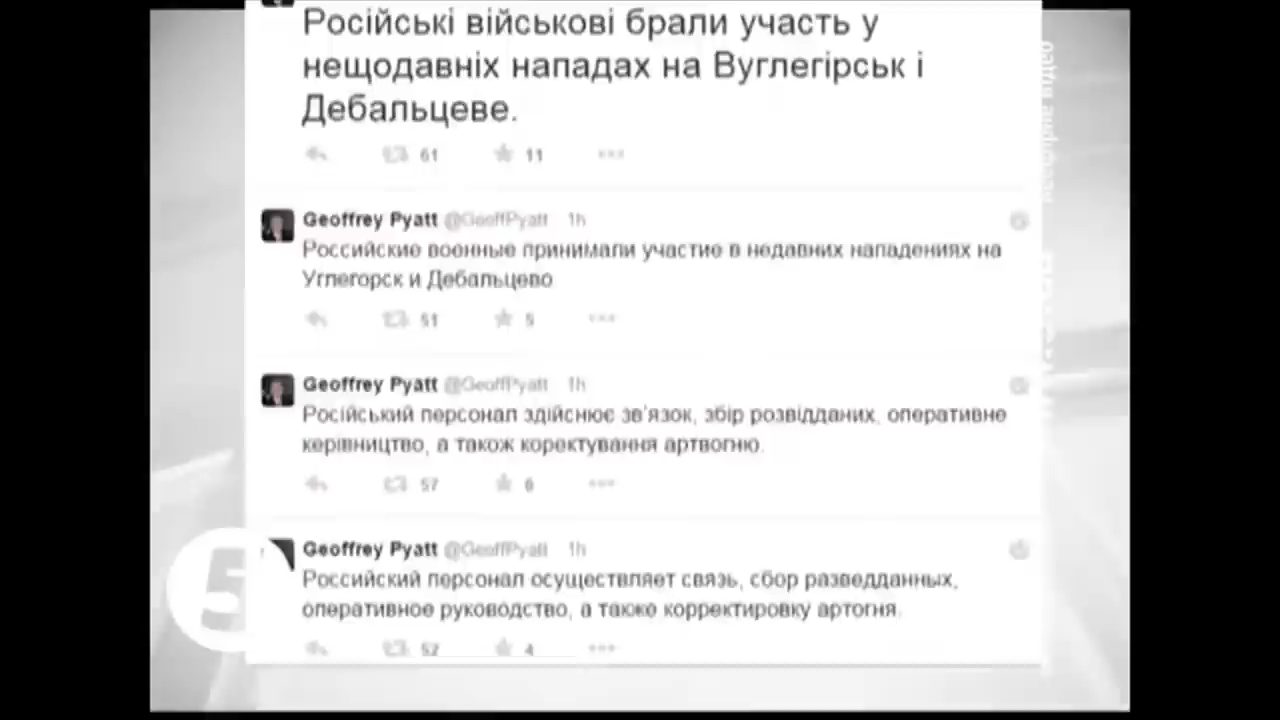 Російські військові брали участь у
нещодавніх нападах на Вуглегірськ і
Дебальцеве.
61 11
Geoffrey Pyatt @GeoffPyatt 1h
Российские военные принимали участие в недавних нападениях на
Углегорск и Дебальцево
51 5
Geoffrey Pyatt @GeoffPyatt 1h
Російський персонал здійснює зв'язок, збір розвідданих, оперативне
керівництво, а також коректування артвогню.
57 6
Geoffrey Pyatt @GeoffPyatt 1h
Российский персонал осуществляет связь, сбор разведданных,
оперативное руководство, а также корректировку артогня.
52 4
5